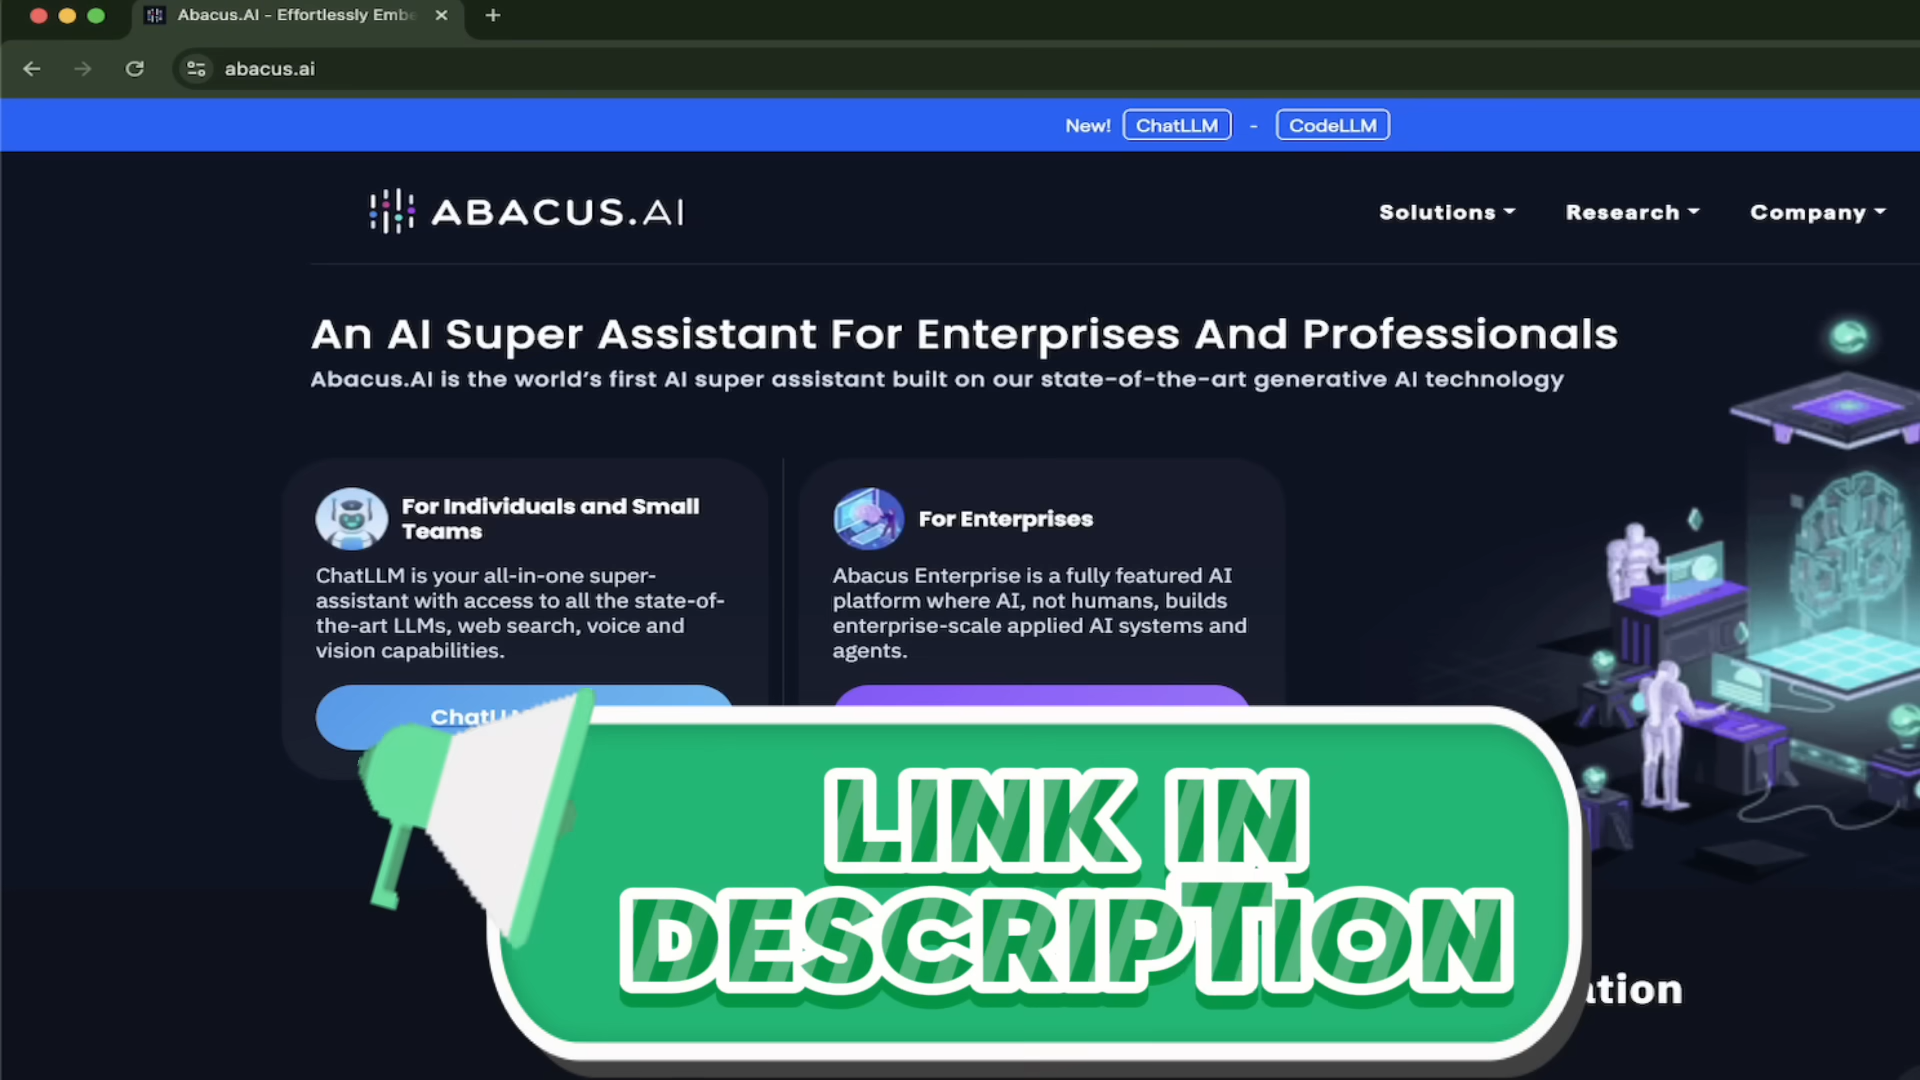 Abacus.AI - Effortlessly Embe
abacus.ai
New! ChatLLM - CodeLLM
ABACUS.AI
Solutions Research Company
An AI Super Assistant For Enterprises And Professionals
Abacus.AI is the world's first AI super assistant built on our state-of-the-art generative AI technology
For Individuals and Small
Teams
ChatLLM is your all-in-one super-
assistant with access to all the state-of-
the-art LLMs, web search, voice and
vision capabilities.
For Enterprises
Abacus Enterprise is a fully featured AI
platform where AI, not humans, builds
enterprise-scale applied AI systems and
agents.
LINK IN
DESCRIPTION